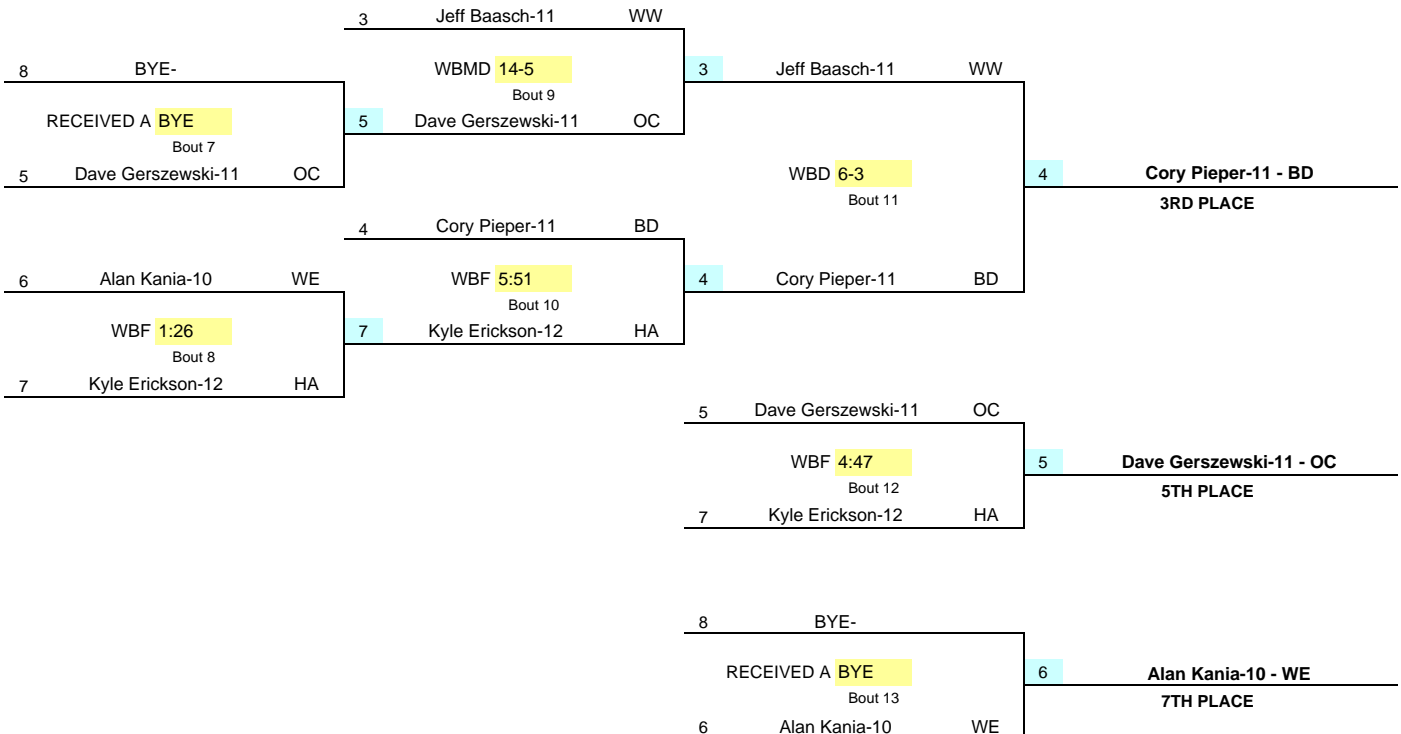 3 Jeff Baasch-11 WW
8 BYE- WBMD 14-5 3 Jeff Baasch-11 WW
Bout 9
RECEIVED A BYE 5 Dave Gerszewski-11 OC
Bout 7
5 Dave Gerszewski-11 OC WBD 6-3 4 Cory Pieper-11 - BD
Bout 11 3RD PLACE
4 Cory Pieper-11 BD
6 Alan Kania-10 WE WBF 5:51 4 Cory Pieper-11 BD
Bout 10
WBF 1:26 7 Kyle Erickson-12 HA
Bout 8
7 Kyle Erickson-12 HA
5 Dave Gerszewski-11 OC
WBF 4:47 5 Dave Gerszewski-11 - OC
Bout 12 5TH PLACE
7 Kyle Erickson-12 HA
8 BYE-
RECEIVED A BYE 6 Alan Kania-10 - WE
Bout 13 7TH PLACE
6 Alan Kania-10 WE